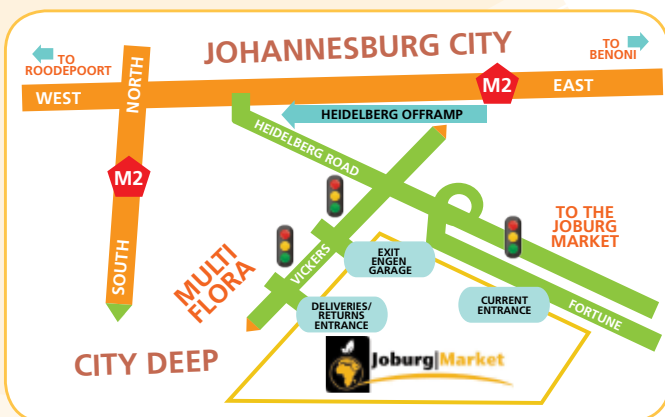 JOHANNESBURG CITY
TO
ROODEPOORT
TO
BENONI
NORTH
WEST
M2
EAST
HEIDELBERG OFFRAMP
HEIDELBERG ROAD
M2
SOUTH
TO THE
JOBURG
MARKET
MULTI
FLORA
VICKERS
EXIT
ENGEN
GARAGE
DELIVERIES/
RETURNS
ENTRANCE
CURRENT
ENTRANCE
FORTUNE
CITY DEEP
Joburg|Market